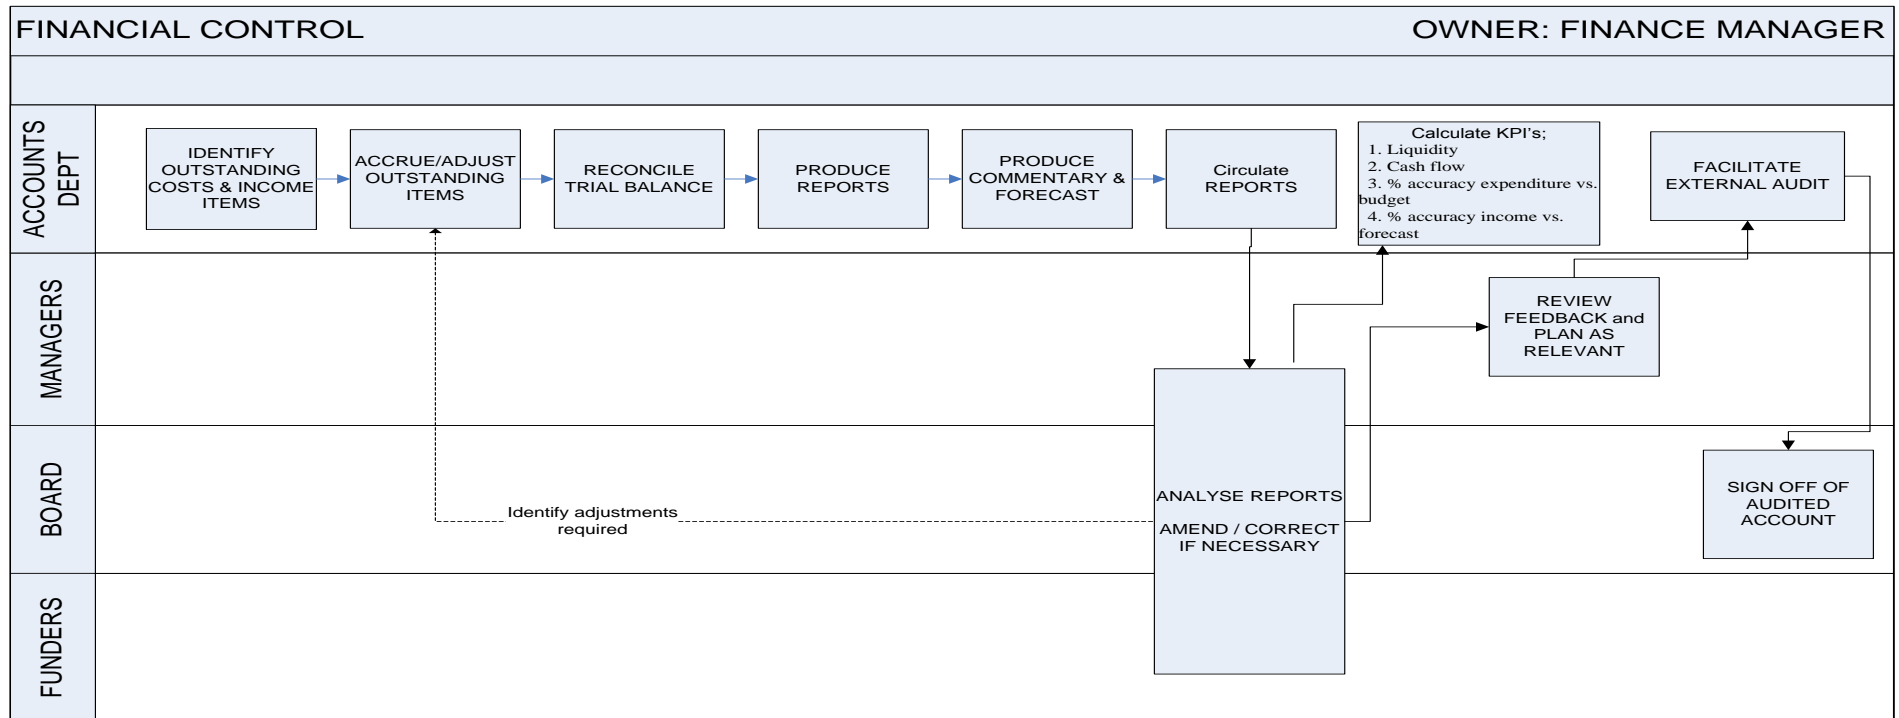 FINANCIAL CONTROL
OWNER: FINANCE MANAGER
ACCOUNTS
DEPT
IDENTIFY
OUTSTANDING
COSTS & INCOME
ITEMS
ACCRUE/ADJUST
OUTSTANDING
ITEMS
RECONCILE
TRIAL BALANCE
PRODUCE
REPORTS
PRODUCE
COMMENTARY &
FORECAST
Circulate
REPORTS
Calculate KPI's;
1. Liquidity
2. Cash flow
3. % accuracy expenditure vs.
budget
4. % accuracy income vs.
forecast
FACILITATE
EXTERNAL AUDIT
MANAGERS
REVIEW
FEEDBACK and
PLAN AS
RELEVANT
BOARD
Identify adjustments
required
ANALYSE REPORTS
AMEND / CORRECT
IF NECESSARY
SIGN OFF OF
AUDITED
ACCOUNT
FUNDERS